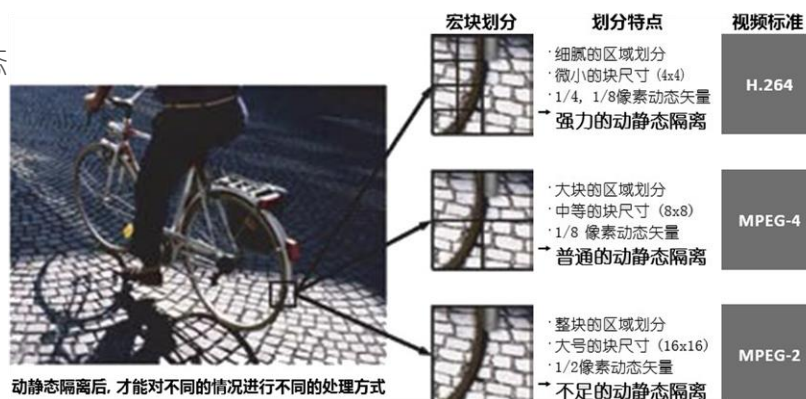 宏块划分 划分特点 视频标准
态
·细腻的区域划分
·微小的块尺寸 (4x4)
·1/4, 1/8像素动态矢量
→ 强力的动静态隔离
H.264
·大块的区域划分
·中等的块尺寸 (8x8)
·1/8 像素动态矢量
→ 普通的动静态隔离
MPEG-4
·整块的区域划分
·大号的块尺寸 (16x16)
·1/2像素动态矢量
→ 不足的动静态隔离
MPEG-2
动静态隔离后, 才能对不同的情况进行不同的处理方式